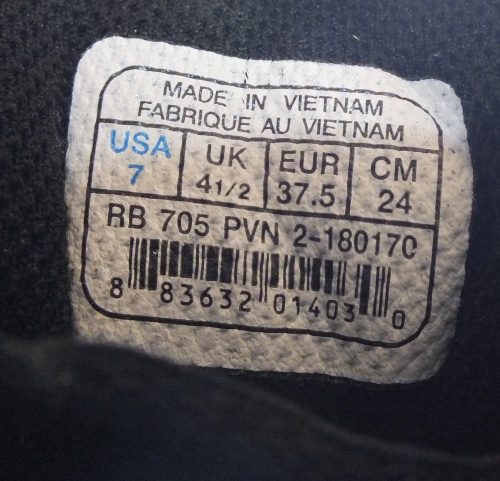 MADE IN VIETNAM
FABRIQUE AU VIETNAM
USA UK EUR CM
7 4 1/2 37.5 24
RB 705 PVN 2-180170
8 83632 01403 0